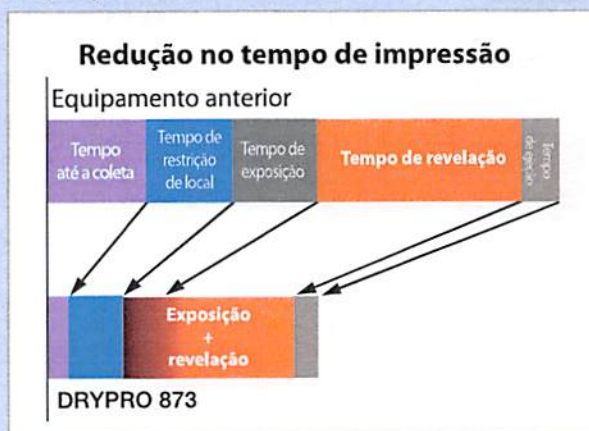 Redução no tempo de impressão
Equipamento anterior
Tempo
até a coleta
Tempo de
restrição
de local
Tempo de
exposição
Tempo de revelação
Tempo
de ejeção
Exposição
+
revelação
DRYPRO 873